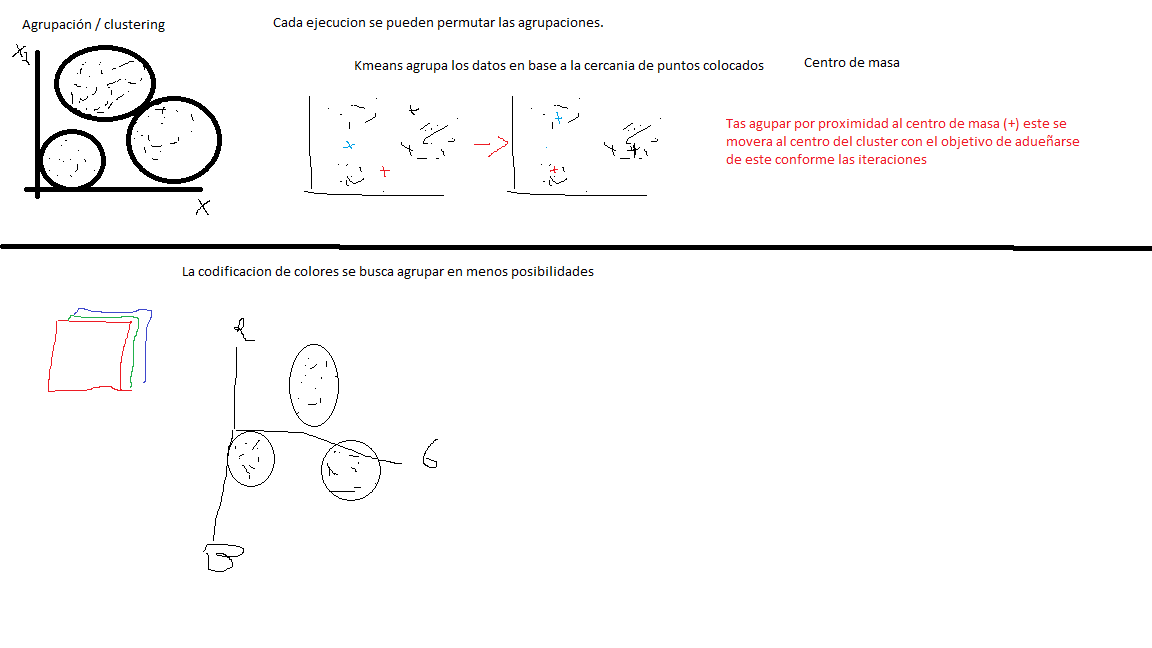 Agrupación / clustering
Cada ejecucion se pueden permutar las agrupaciones.
Kmeans agrupa los datos en base a la cercania de puntos colocados
Centro de masa
X
Tas agupar por proximidad al centro de masa (+) este se
movera al centro del cluster con el objetivo de adueñarse
de este conforme las iteraciones
La codificacion de colores se busca agrupar en menos posibilidades
R
G
B